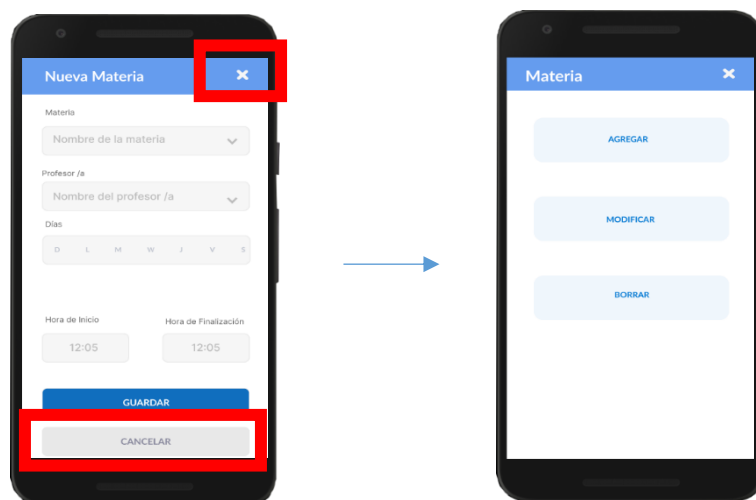 Nueva Materia
Materia
Nombre de la materia
Profesor /a
Nombre del profesor /a
Días
D L M W J V S
Hora de Inicio Hora de Finalización
12:05 12:05
GUARDAR
CANCELAR
Materia
AGREGAR
MODIFICAR
BORRAR